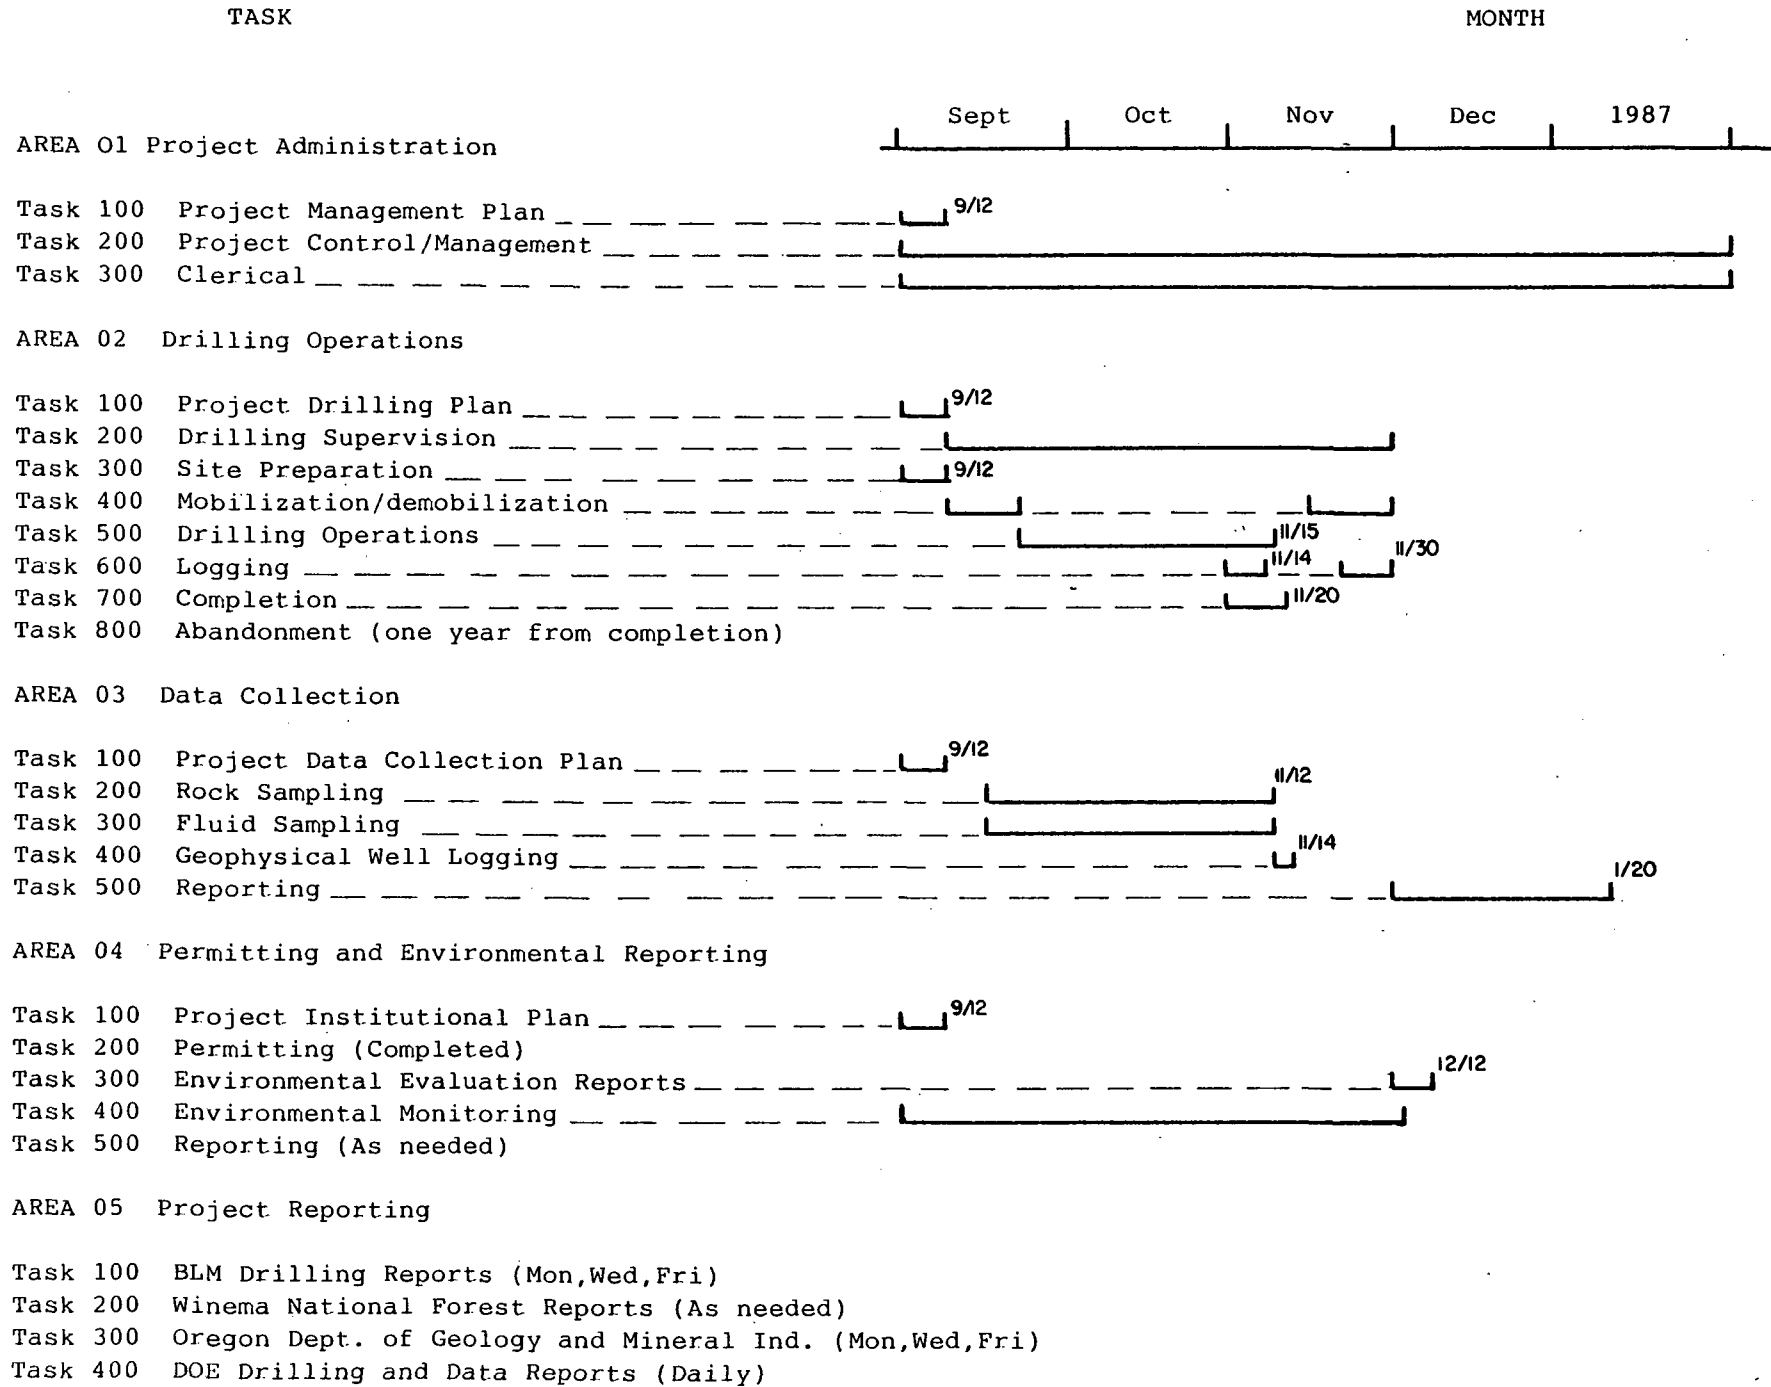 TASK MONTH
Sept Oct Nov Dec 1987
AREA 01 Project Administration
Task 100 Project Management Plan 9/12
Task 200 Project Control/Management
Task 300 Clerical
AREA 02 Drilling Operations
Task 100 Project Drilling Plan 9/12
Task 200 Drilling Supervision
Task 300 Site Preparation 9/12
Task 400 Mobilization/demobilization
Task 500 Drilling Operations 11/15
Task 600 Logging 11/14 11/30
Task 700 Completion 11/20
Task 800 Abandonment (one year from completion)
AREA 03 Data Collection
Task 100 Project Data Collection Plan 9/12
Task 200 Rock Sampling 11/12
Task 300 Fluid Sampling
Task 400 Geophysical Well Logging 11/14
Task 500 Reporting 1/20
AREA 04 Permitting and Environmental Reporting
Task 100 Project Institutional Plan 9/12
Task 200 Permitting (Completed)
Task 300 Environmental Evaluation Reports 12/12
Task 400 Environmental Monitoring
Task 500 Reporting (As needed)
AREA 05 Project Reporting
Task 100 BLM Drilling Reports (Mon,Wed,Fri)
Task 200 Winema National Forest Reports (As needed)
Task 300 Oregon Dept. of Geology and Mineral Ind. (Mon,Wed,Fri)
Task 400 DOE Drilling and Data Reports (Daily)